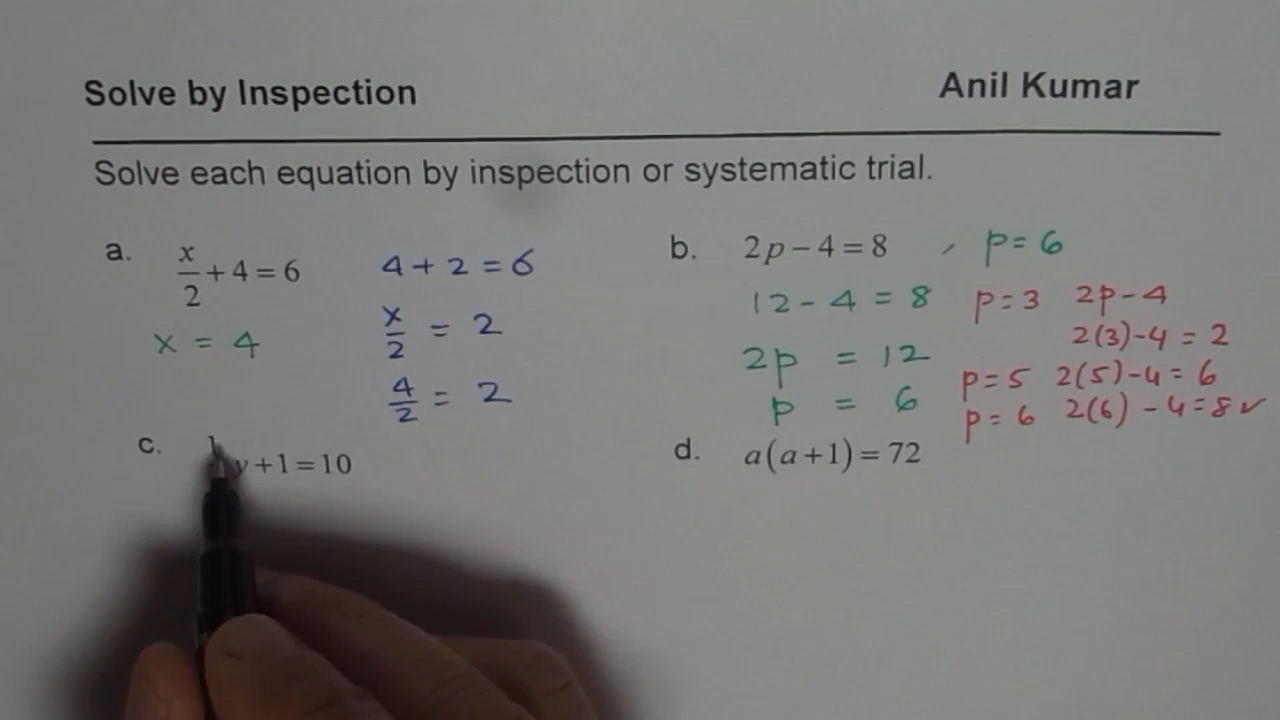 Solve by Inspection
Anil Kumar
Solve each equation by inspection or systematic trial.
a.
x/2 + 4 = 6
4 + 2 = 6
x/2 = 2
x = 4
4/2 = 2
b.
2p − 4 = 8 , p = 6
12 - 4 = 8
2p = 12
p = 6
p = 3 2p - 4
2(3) - 4 = 2
p = 5 2(5) - 4 = 6
p = 6 2(6) - 4 = 8 ✓
c.
y + 1 = 10
d.
a(a+1) = 72